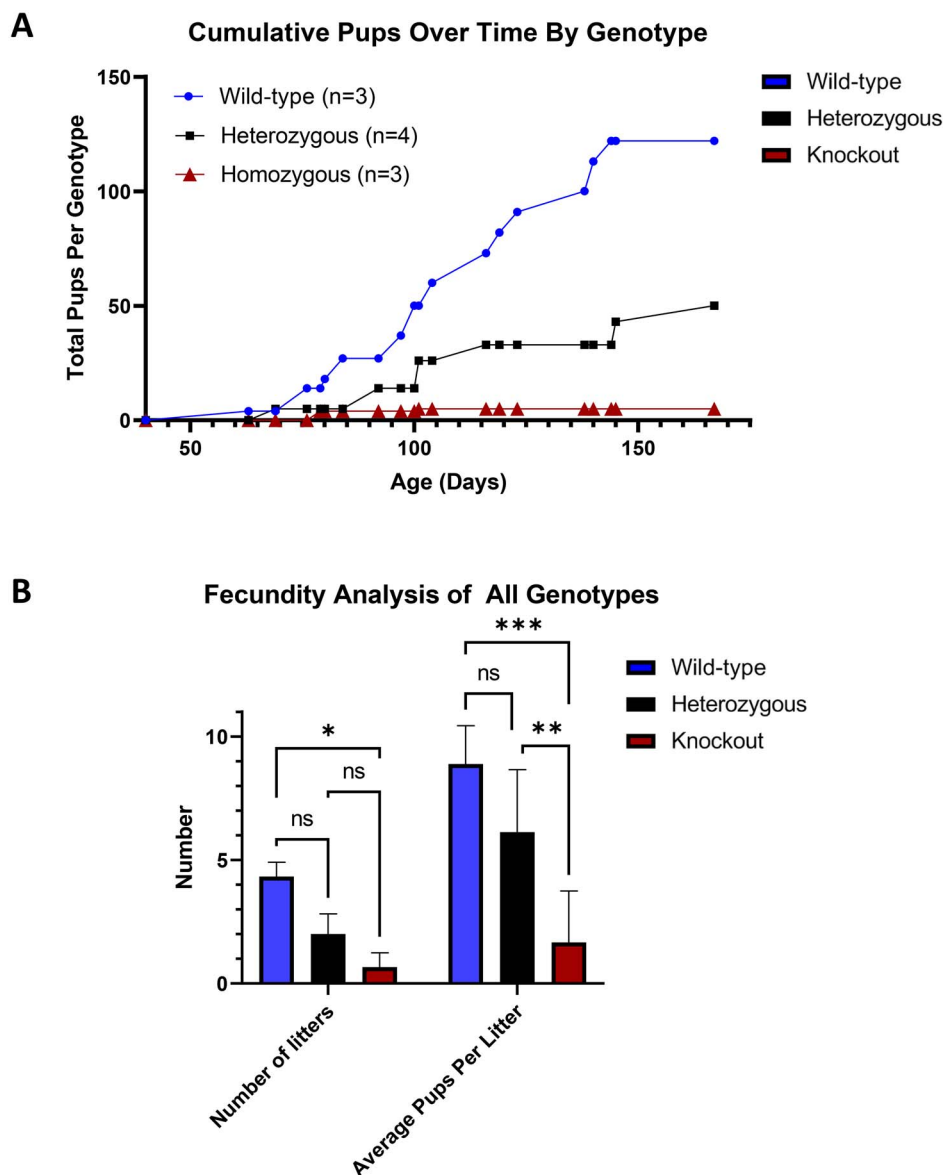 A
Cumulative Pups Over Time By Genotype
150
100
50
0
Total Pups Per Genotype
Wild-type (n=3)
Heterozygous (n=4)
Homozygous (n=3)
Wild-type
Heterozygous
Knockout
50
100
150
Age (Days)
B
Fecundity Analysis of All Genotypes
***
ns
**
*
ns
ns
Wild-type
Heterozygous
Knockout
10
5
0
Number
Number of litters
Average Pups Per Litter